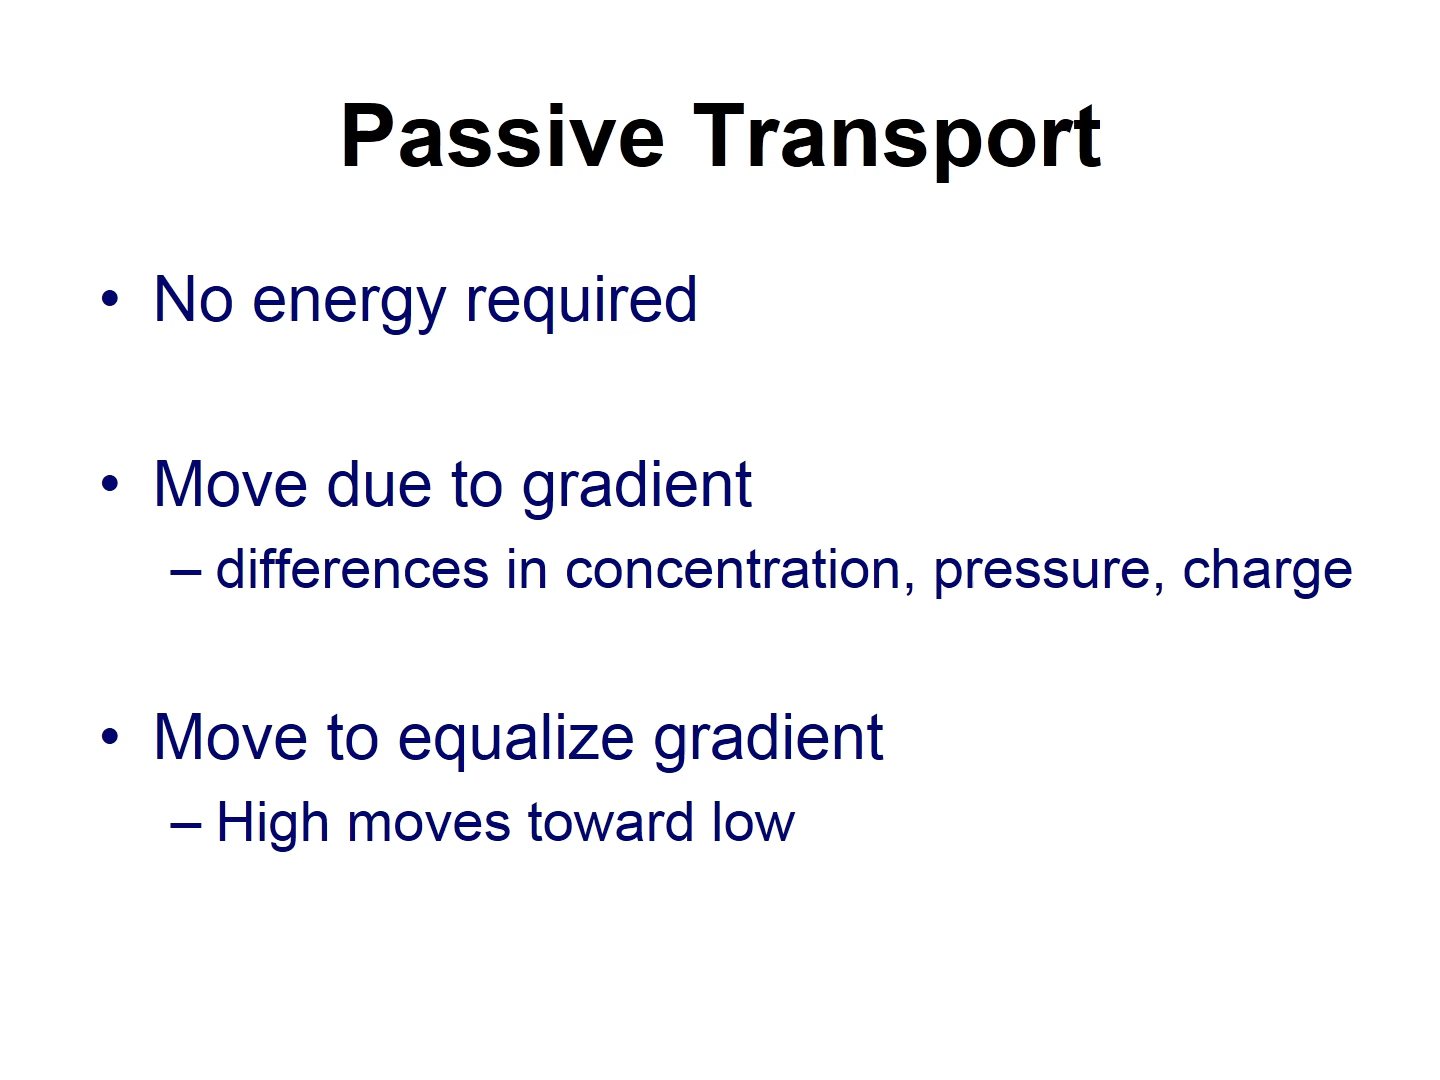 Passive Transport
• No energy required
• Move due to gradient
– differences in concentration, pressure, charge
• Move to equalize gradient
– High moves toward low